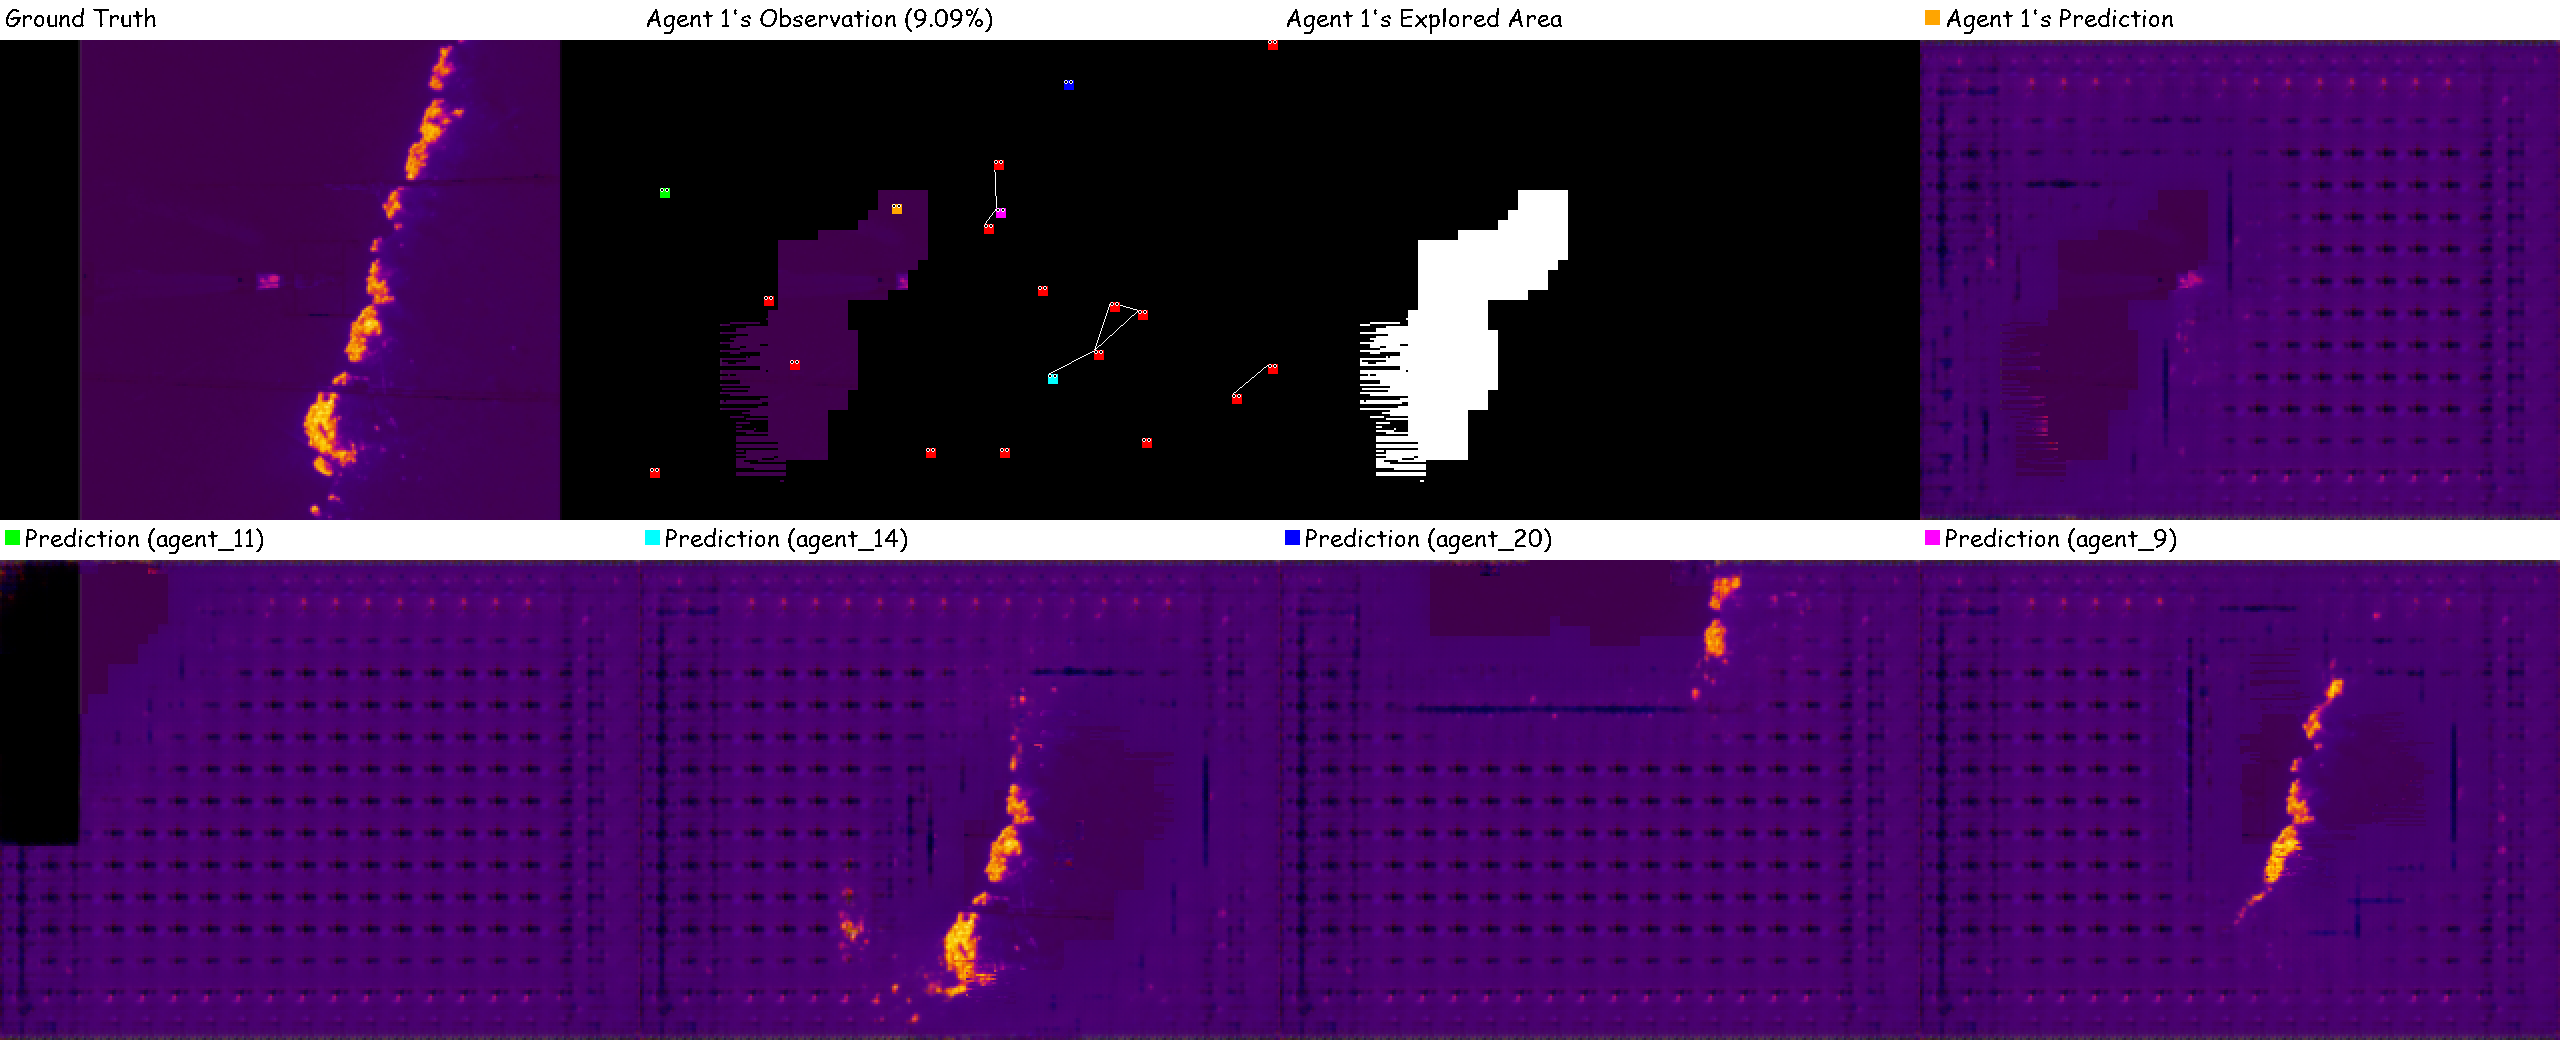 Ground Truth
Agent 1's Observation (9.09%)
Agent 1's Explored Area
Agent 1's Prediction
Prediction (agent_11)
Prediction (agent_14)
Prediction (agent_20)
Prediction (agent_9)